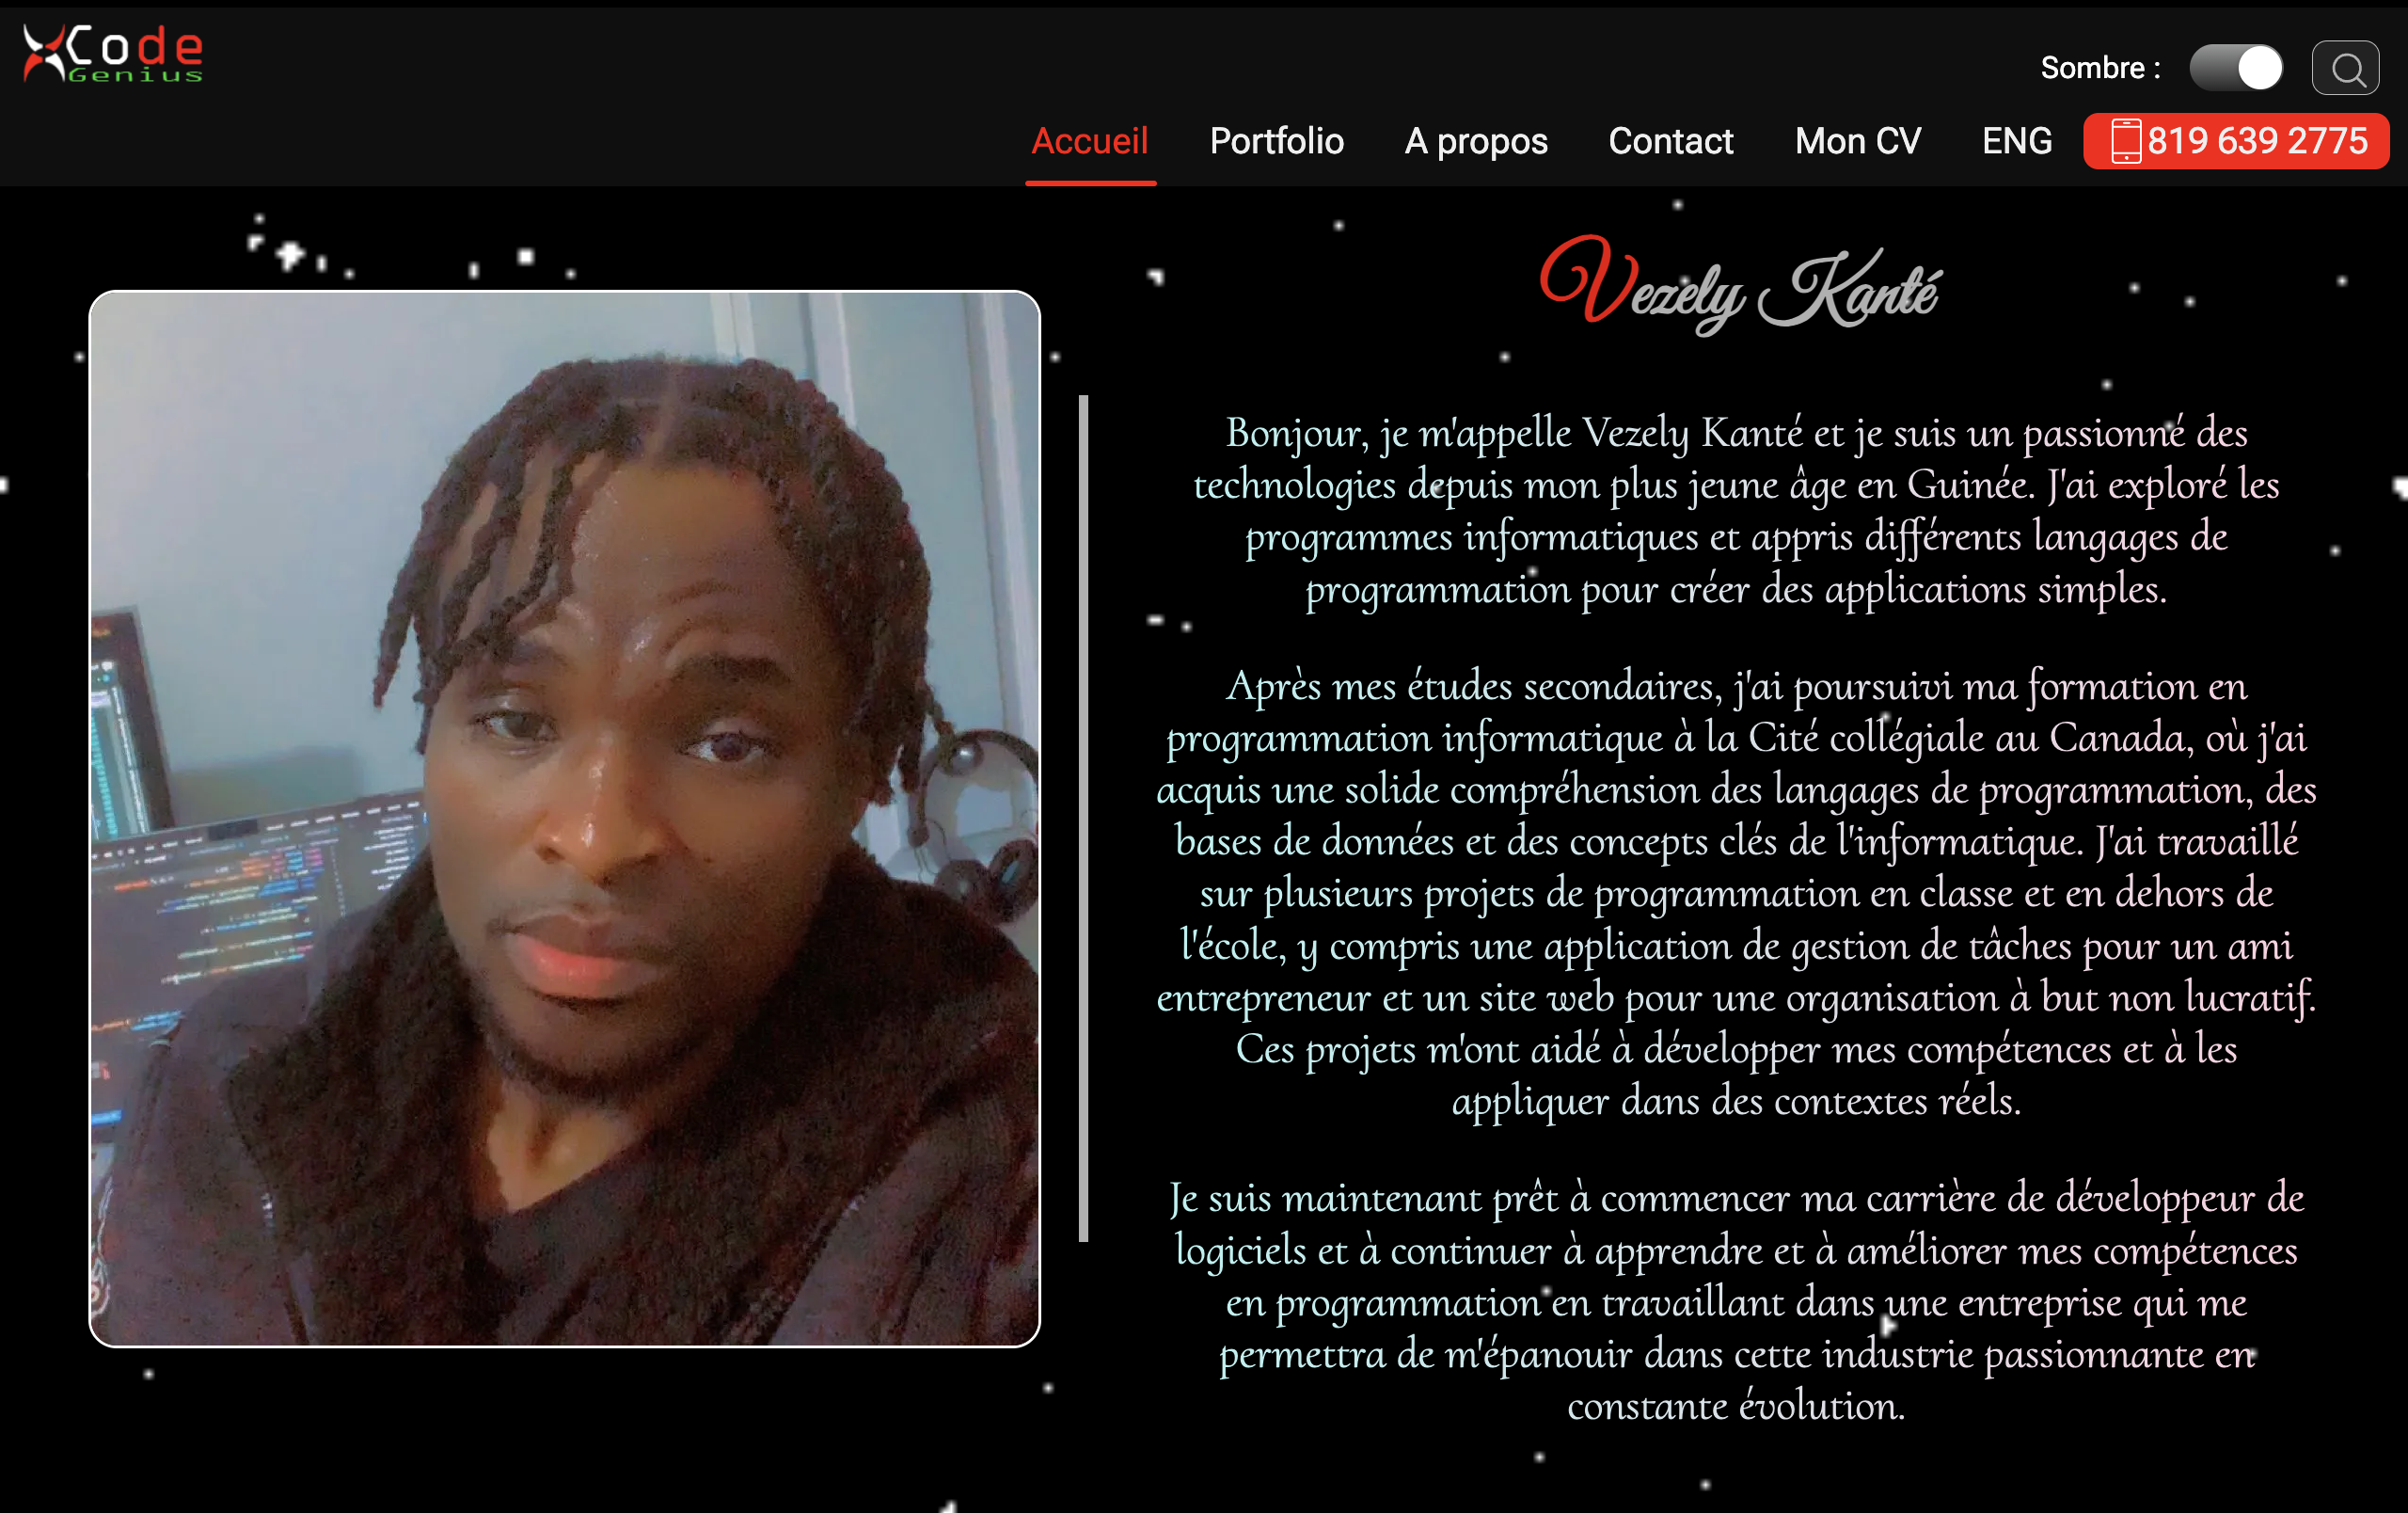 XCode
Genius
Sombre :
Accueil Portfolio A propos Contact Mon CV ENG 819 639 2775
Vezely Kanté
Bonjour, je m'appelle Vezely Kanté et je suis un passionné des
technologies depuis mon plus jeune âge en Guinée. J'ai exploré les
programmes informatiques et appris différents langages de
programmation pour créer des applications simples.
Après mes études secondaires, j'ai poursuivi ma formation en
programmation informatique à la Cité collégiale au Canada, où j'ai
acquis une solide compréhension des langages de programmation, des
bases de données et des concepts clés de l'informatique. J'ai travaillé
sur plusieurs projets de programmation en classe et en dehors de
l'école, y compris une application de gestion de tâches pour un ami
entrepreneur et un site web pour une organisation à but non lucratif.
Ces projets m'ont aidé à développer mes compétences et à les
appliquer dans des contextes réels.
Je suis maintenant prêt à commencer ma carrière de développeur de
logiciels et à continuer à apprendre et à améliorer mes compétences
en programmation en travaillant dans une entreprise qui me
permettra de m'épanouir dans cette industrie passionnante en
constante évolution.